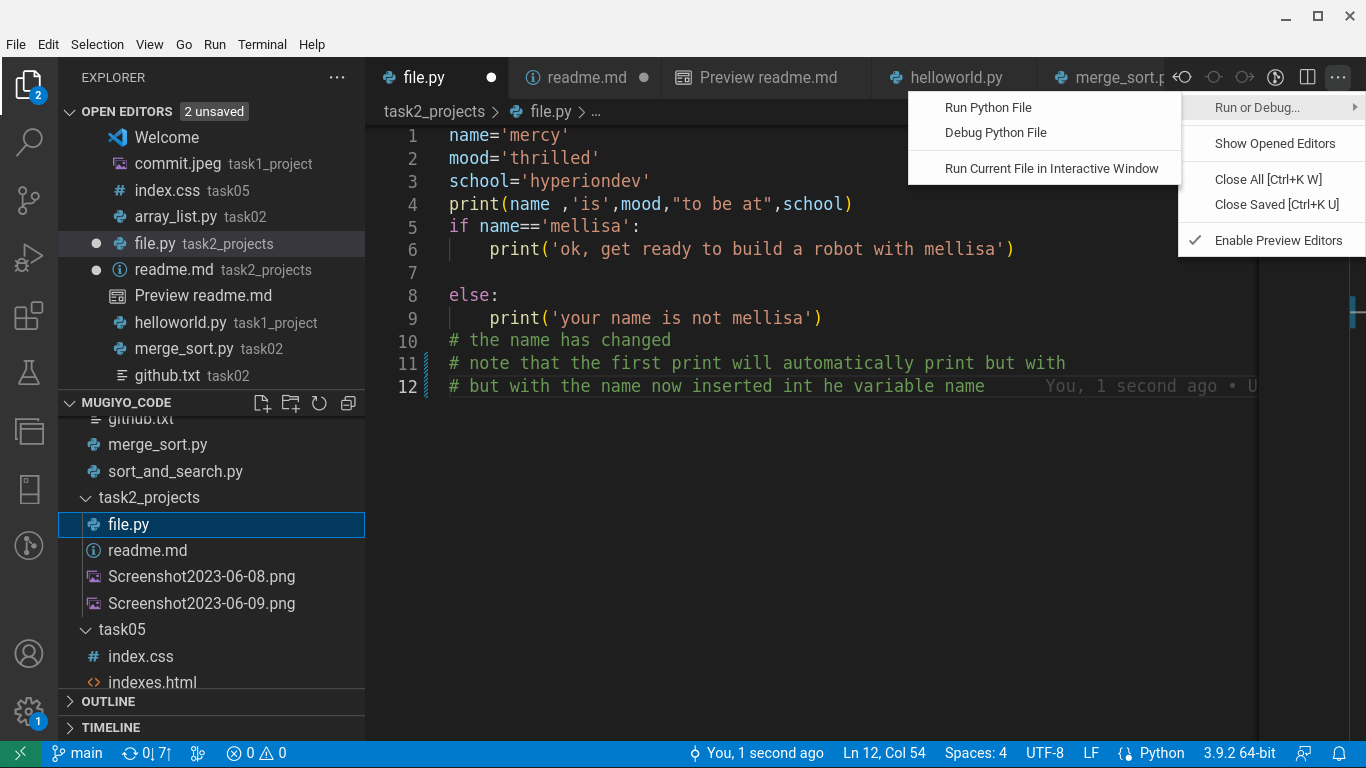 File Edit Selection View Go Run Terminal Help
EXPLORER
OPEN EDITORS 2 unsaved
Welcome
commit.jpeg task1_project
index.css task05
array_list.py task02
file.py task2_projects
readme.md task2_projects
Preview readme.md
helloworld.py task1_project
merge_sort.py task02
github.txt task02
MUGIYO_CODE
github.txt
merge_sort.py
sort_and_search.py
task2_projects
file.py
readme.md
Screenshot2023-06-08.png
Screenshot2023-06-09.png
task05
index.css
indexes.html
OUTLINE
TIMELINE
2
1
file.py readme.md Preview readme.md helloworld.py merge_sort.p
task2_projects > file.py > ...
1 name='mercy'
2 mood='thrilled'
3 school='hyperiondev'
4 print(name ,'is',mood,"to be at",school)
5 if name=='mellisa':
6 print('ok, get ready to build a robot with mellisa')
7
8 else:
9 print('your name is not mellisa')
10 # the name has changed
11 # note that the first print will automatically print but with
12 # but with the name now inserted int he variable name You, 1 second ago • U
Run Python File
Debug Python File
Run Current File in Interactive Window
Run or Debug...
Show Opened Editors
Close All [Ctrl+K W]
Close Saved [Ctrl+K U]
Enable Preview Editors
main 0↓ 7↑ 0 0 You, 1 second ago Ln 12, Col 54 Spaces: 4 UTF-8 LF Python 3.9.2 64-bit